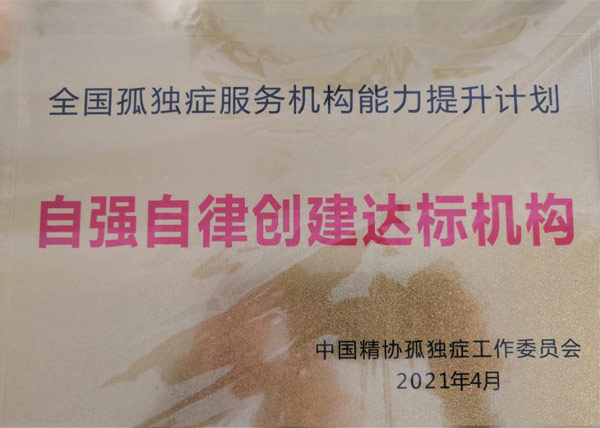 全国孤独症服务机构能力提升计划
自强自律创建达标机构
中国精协孤独症工作委员会
2021年4月